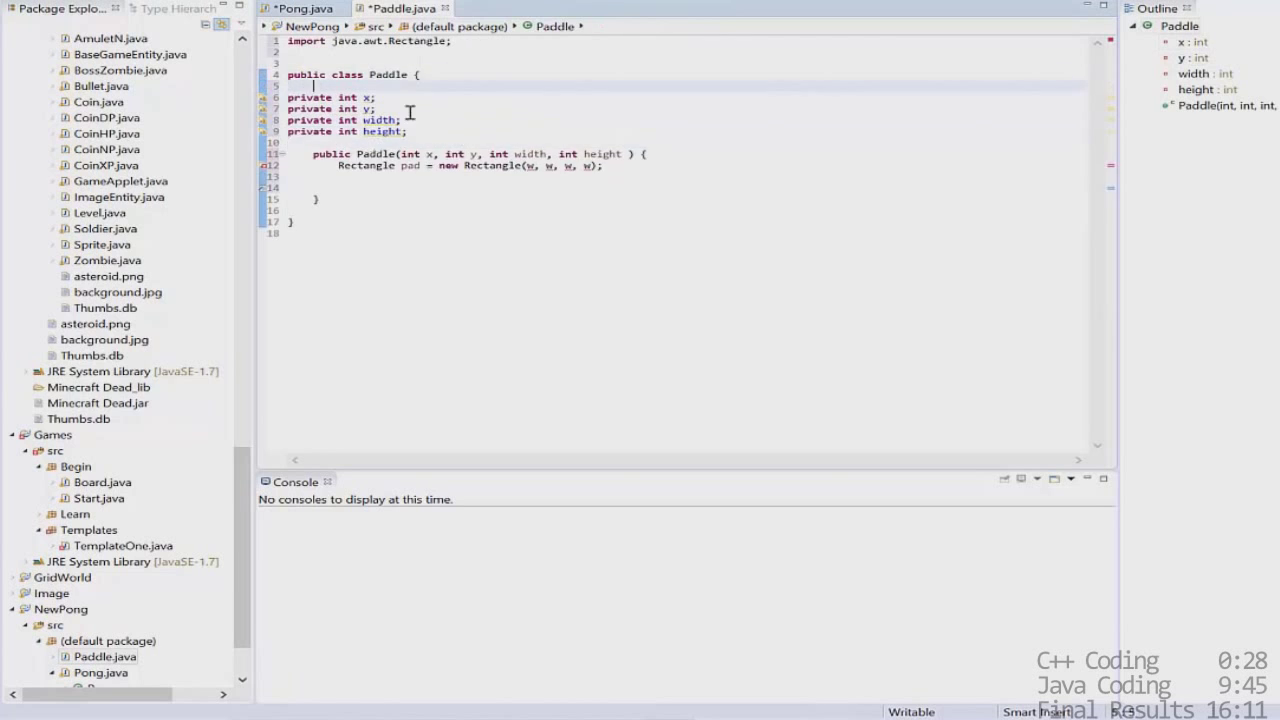 Package Explo...
Type Hierarch
AmuletN.java
BaseGameEntity.java
BossZombie.java
Bullet.java
Coin.java
CoinDP.java
CoinHP.java
CoinNP.java
CoinXP.java
GameApplet.java
ImageEntity.java
Level.java
Soldier.java
Sprite.java
Zombie.java
asteroid.png
background.jpg
Thumbs.db
asteroid.png
background.jpg
Thumbs.db
JRE System Library [JavaSE-1.7]
Minecraft Dead_lib
Minecraft Dead.jar
Thumbs.db
Games
src
Begin
Board.java
Start.java
Learn
Templates
TemplateOne.java
JRE System Library [JavaSE-1.7]
GridWorld
Image
NewPong
src
(default package)
Paddle.java
Pong.java
*Pong.java
*Paddle.java
NewPong src (default package) Paddle
1 import java.awt.Rectangle;
2
3
4 public class Paddle {
5
6 private int x;
7 private int y;
8 private int width;
9 private int height;
10
11 public Paddle(int x, int y, int width, int height ) {
12 Rectangle pad = new Rectangle(w, w, w, w);
13
14
15 }
16
17 }
18
Console
No consoles to display at this time.
Outline
Paddle
x : int
y : int
width : int
height : int
Paddle(int, int, int,
C++ Coding 0:28
Java Coding 9:45
Final Results 16:11
Writable
Smart Insert